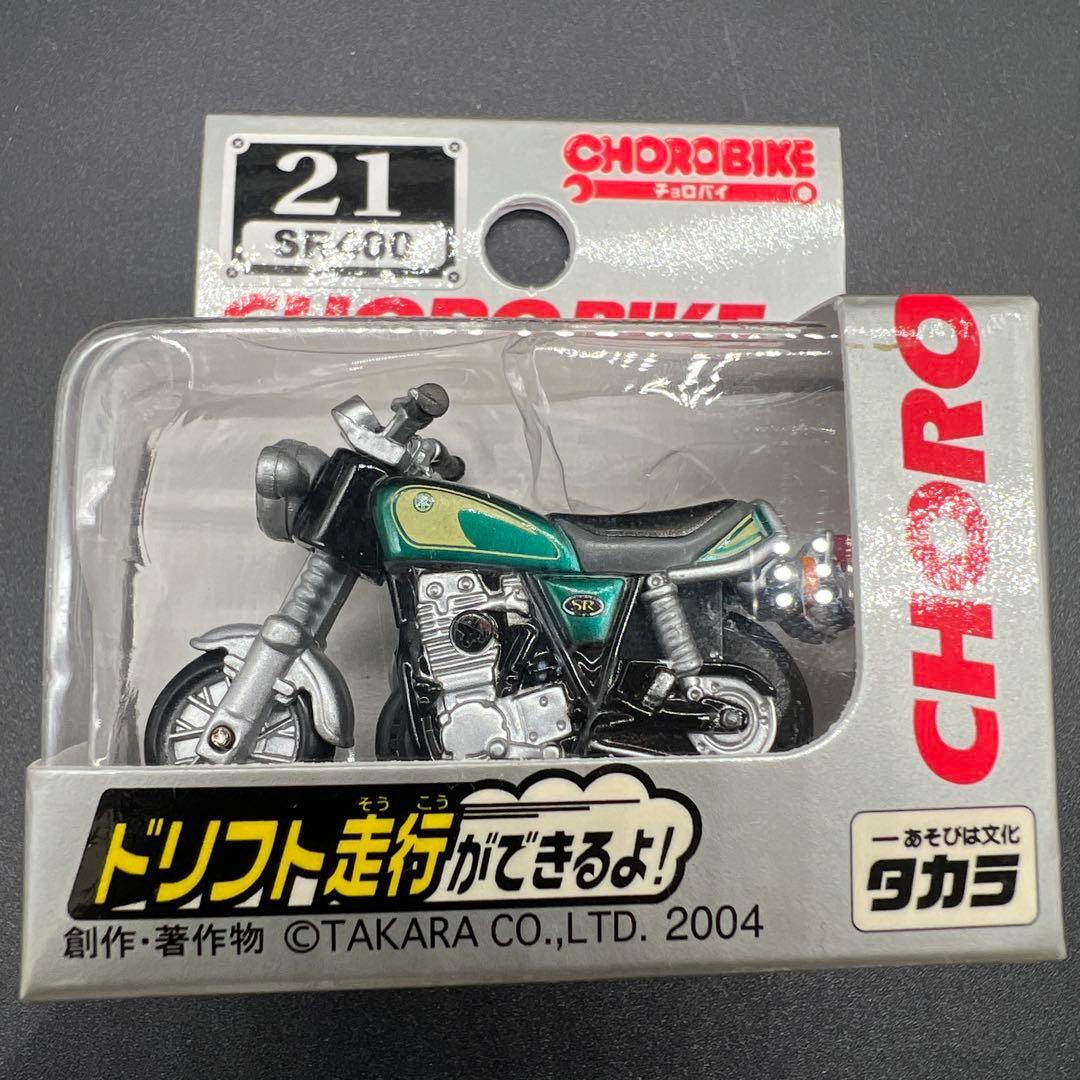 21
SR400
CHOROBIKE
チョロバイ
CHORO BIKE
CHORO
SR
そう こう
ドリフト走行ができるよ!
あそびは文化
タカラ
創作・著作物 ©TAKARA CO.,LTD. 2004